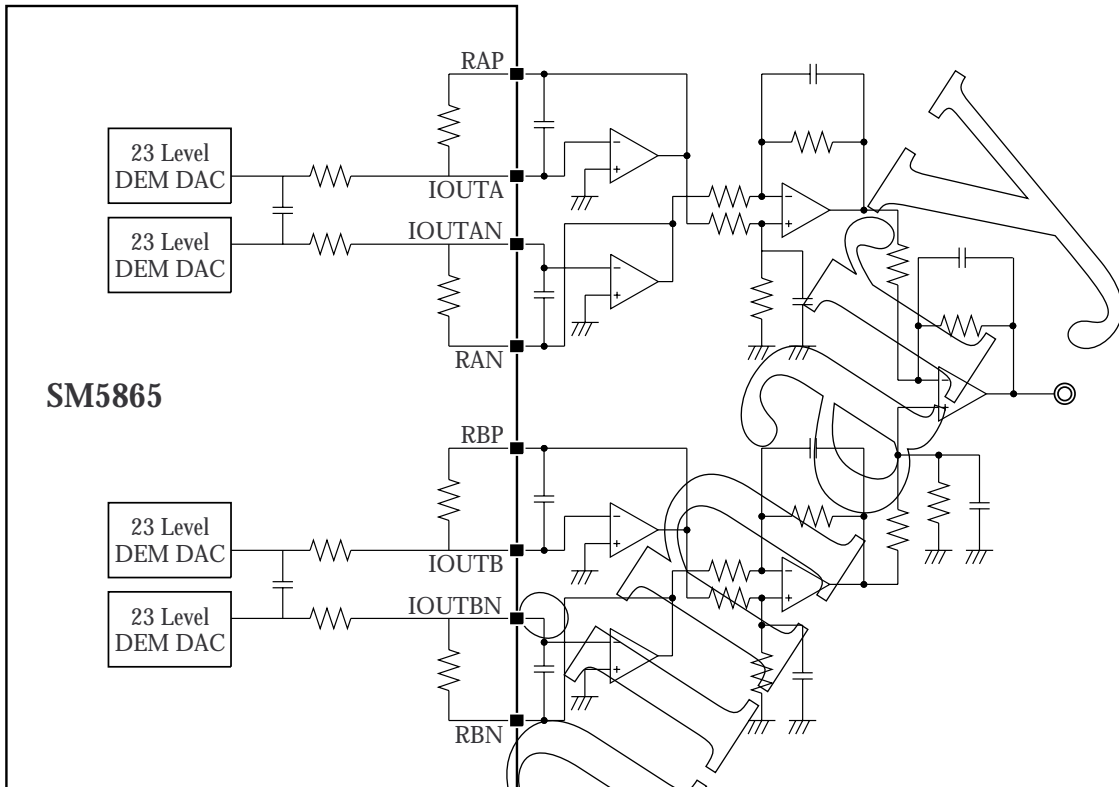 RAP
23 Level
DEM DAC
IOUTA
23 Level
DEM DAC
IOUTAN
RAN
SM5865
RBP
23 Level
DEM DAC
IOUTB
23 Level
DEM DAC
IOUTBN
RBN